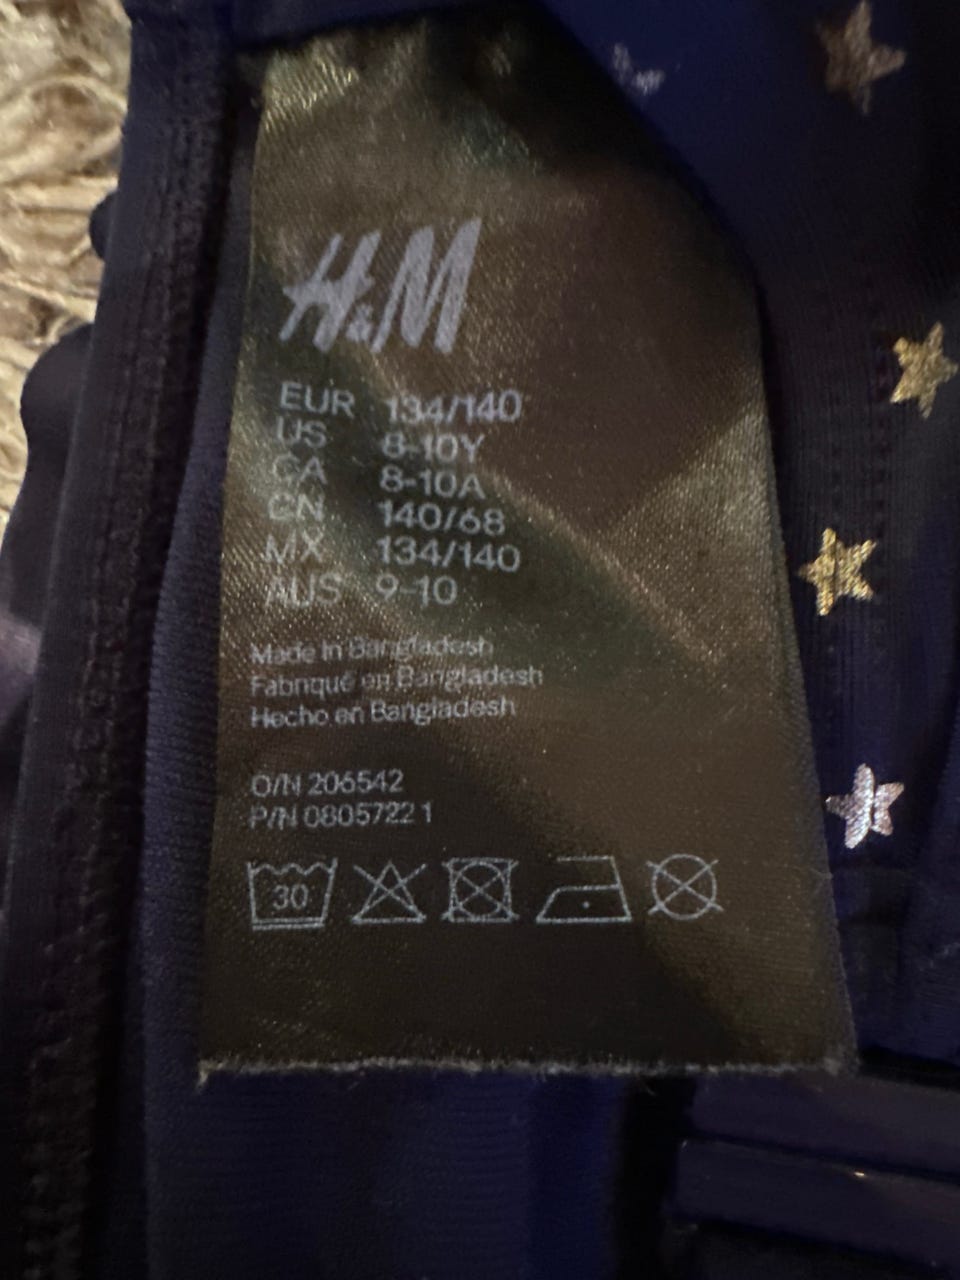 H&M
EUR 134/140
US 8-10Y
CA 8-10A
CN 140/68
MX 134/140
AUS 9-10
Made in Bangladesh
Fabriqué en Bangladesh
Hecho en Bangladesh
O/N 206542
P/N 08057221
30